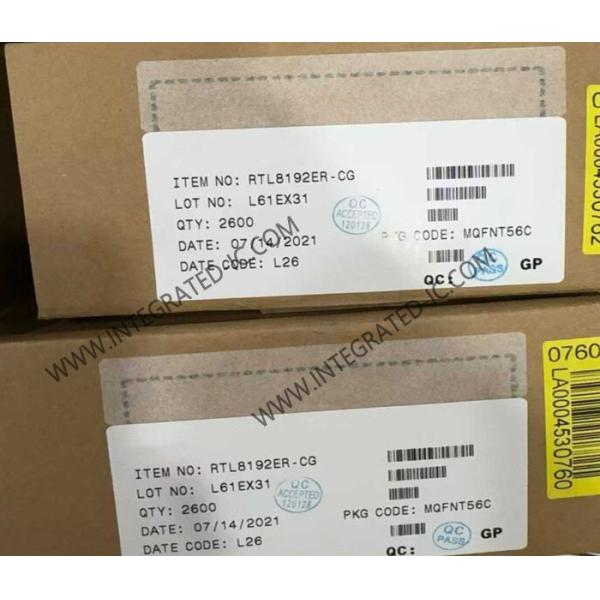 ITEM NO: RTL8192ER-CG
LOT NO: L61EX31
QTY: 2600
DATE: 07/14/2021
DATE CODE: L26
QC
ACCEPTED
120128
PKG CODE: MQFNT56C
QC: QC PASS GP
WWW.INTEGRATED-IC.COM
WWW.INTEGRATED-IC.COM
0760
LA0004530760
ITEM NO: RTL8192ER-CG
LOT NO: L61EX31
QTY: 2600
DATE: 07/14/2021
DATE CODE: L26
QC
ACCEPTED
120128
PKG CODE: MQFNT56C
QC: QC PASS GP